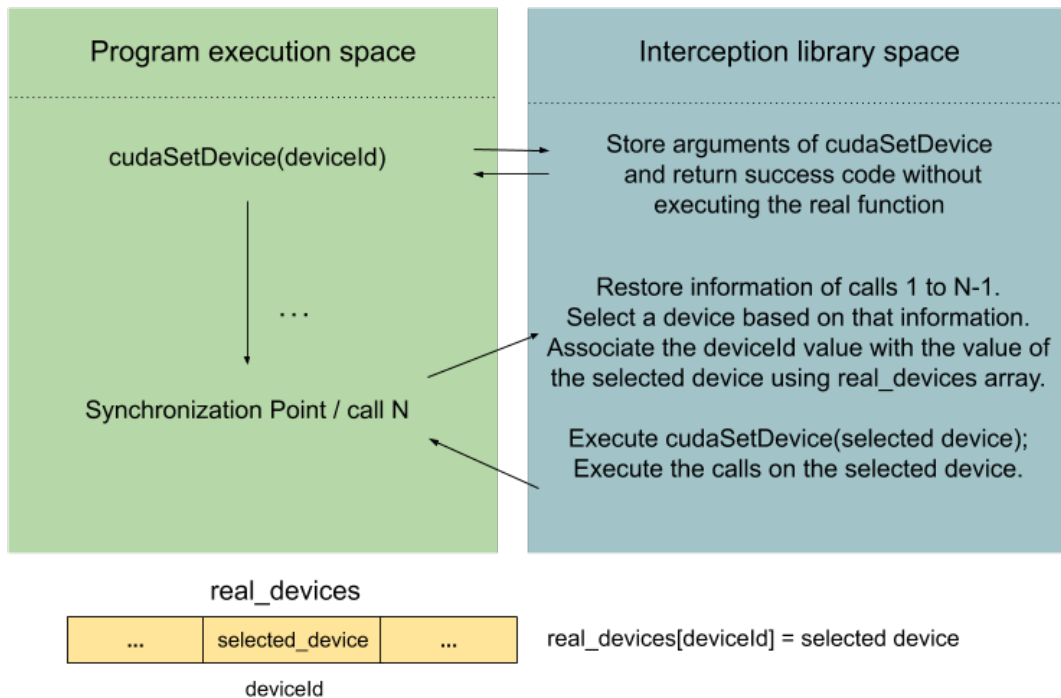 Program execution space
Interception library space
cudaSetDevice(deviceId)
Store arguments of cudaSetDevice
and return success code without
executing the real function
...
Restore information of calls 1 to N-1.
Select a device based on that information.
Associate the deviceId value with the value of
the selected device using real_devices array.
Synchronization Point / call N
Execute cudaSetDevice(selected device);
Execute the calls on the selected device.
real_devices
...
selected_device
...
real_devices[deviceId] = selected device
deviceId